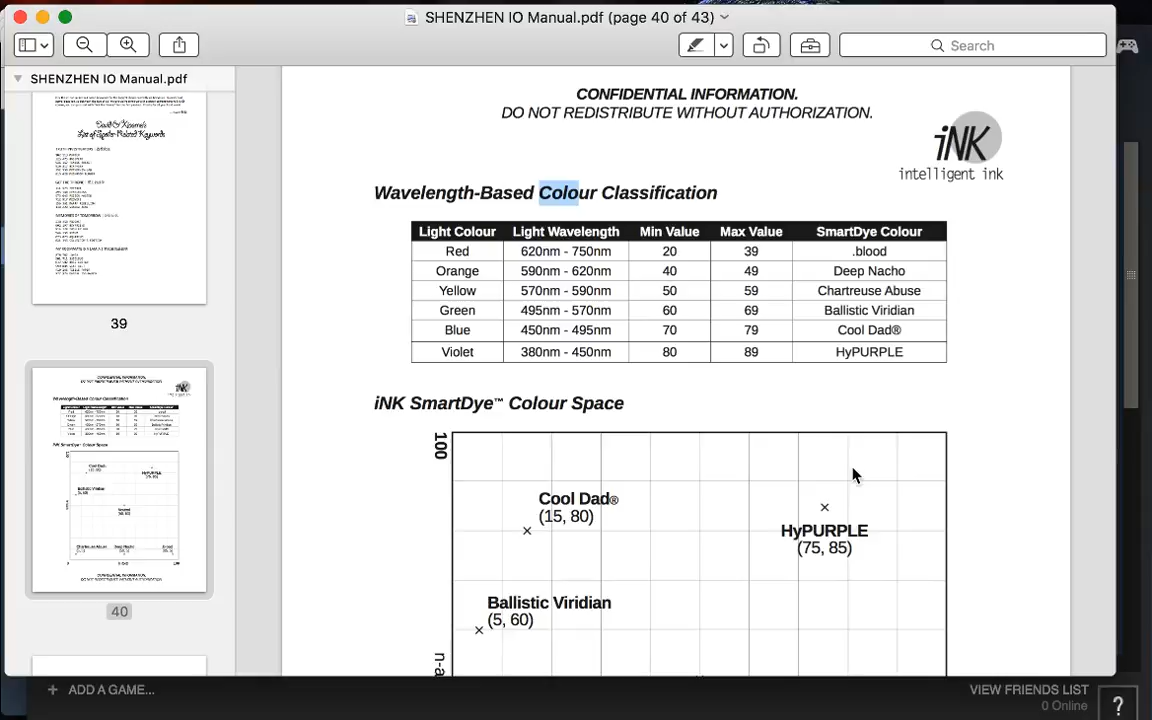 SHENZHEN IO Manual.pdf (page 40 of 43)
Search
SHENZHEN IO Manual.pdf
39
40
CONFIDENTIAL INFORMATION.
DO NOT REDISTRIBUTE WITHOUT AUTHORIZATION.
iNK
intelligent ink
Wavelength-Based Colour Classification
Light Colour Light Wavelength Min Value Max Value SmartDye Colour
Red 620nm - 750nm 20 39 .blood
Orange 590nm - 620nm 40 49 Deep Nacho
Yellow 570nm - 590nm 50 59 Chartreuse Abuse
Green 495nm - 570nm 60 69 Ballistic Viridian
Blue 450nm - 495nm 70 79 Cool Dad®
Violet 380nm - 450nm 80 89 HyPURPLE
iNK SmartDye™ Colour Space
100
Cool Dad®
(15, 80)
HyPURPLE
(75, 85)
Ballistic Viridian
(5, 60)
n-a
+ ADD A GAME...
VIEW FRIENDS LIST
0 Online
?